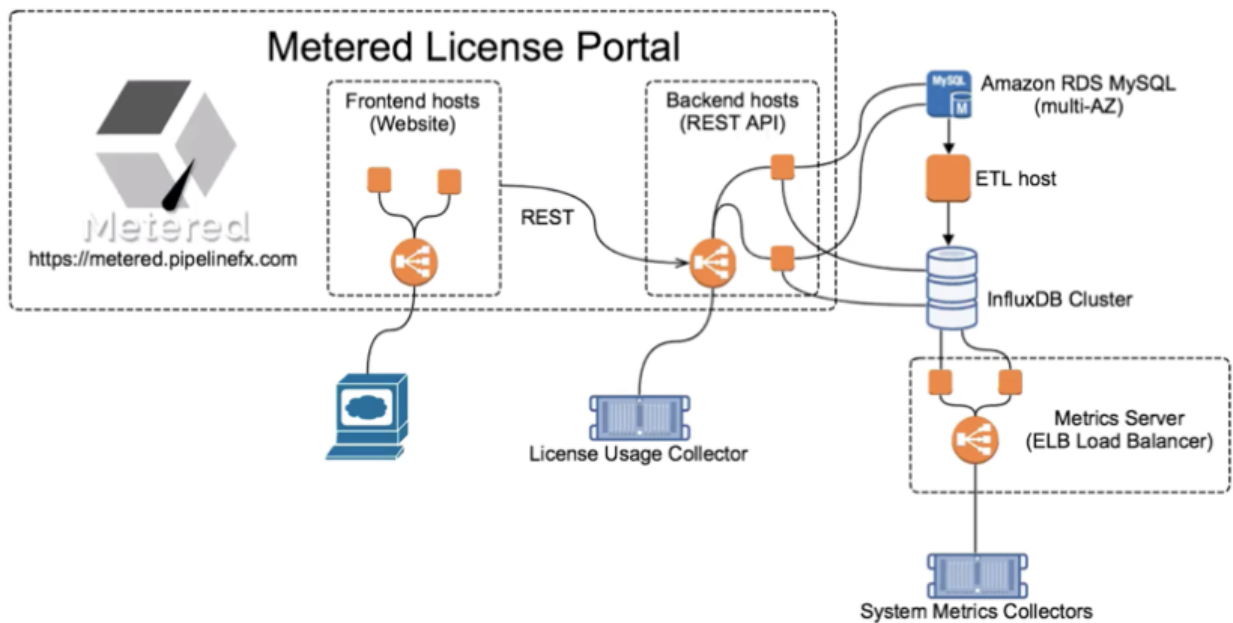 Metered License Portal
Metered
https://metered.pipelinefx.com
Frontend hosts
(Website)
REST
Backend hosts
(REST API)
MySQL
M
Amazon RDS MySQL
(multi-AZ)
ETL host
InfluxDB Cluster
Metrics Server
(ELB Load Balancer)
License Usage Collector
System Metrics Collectors